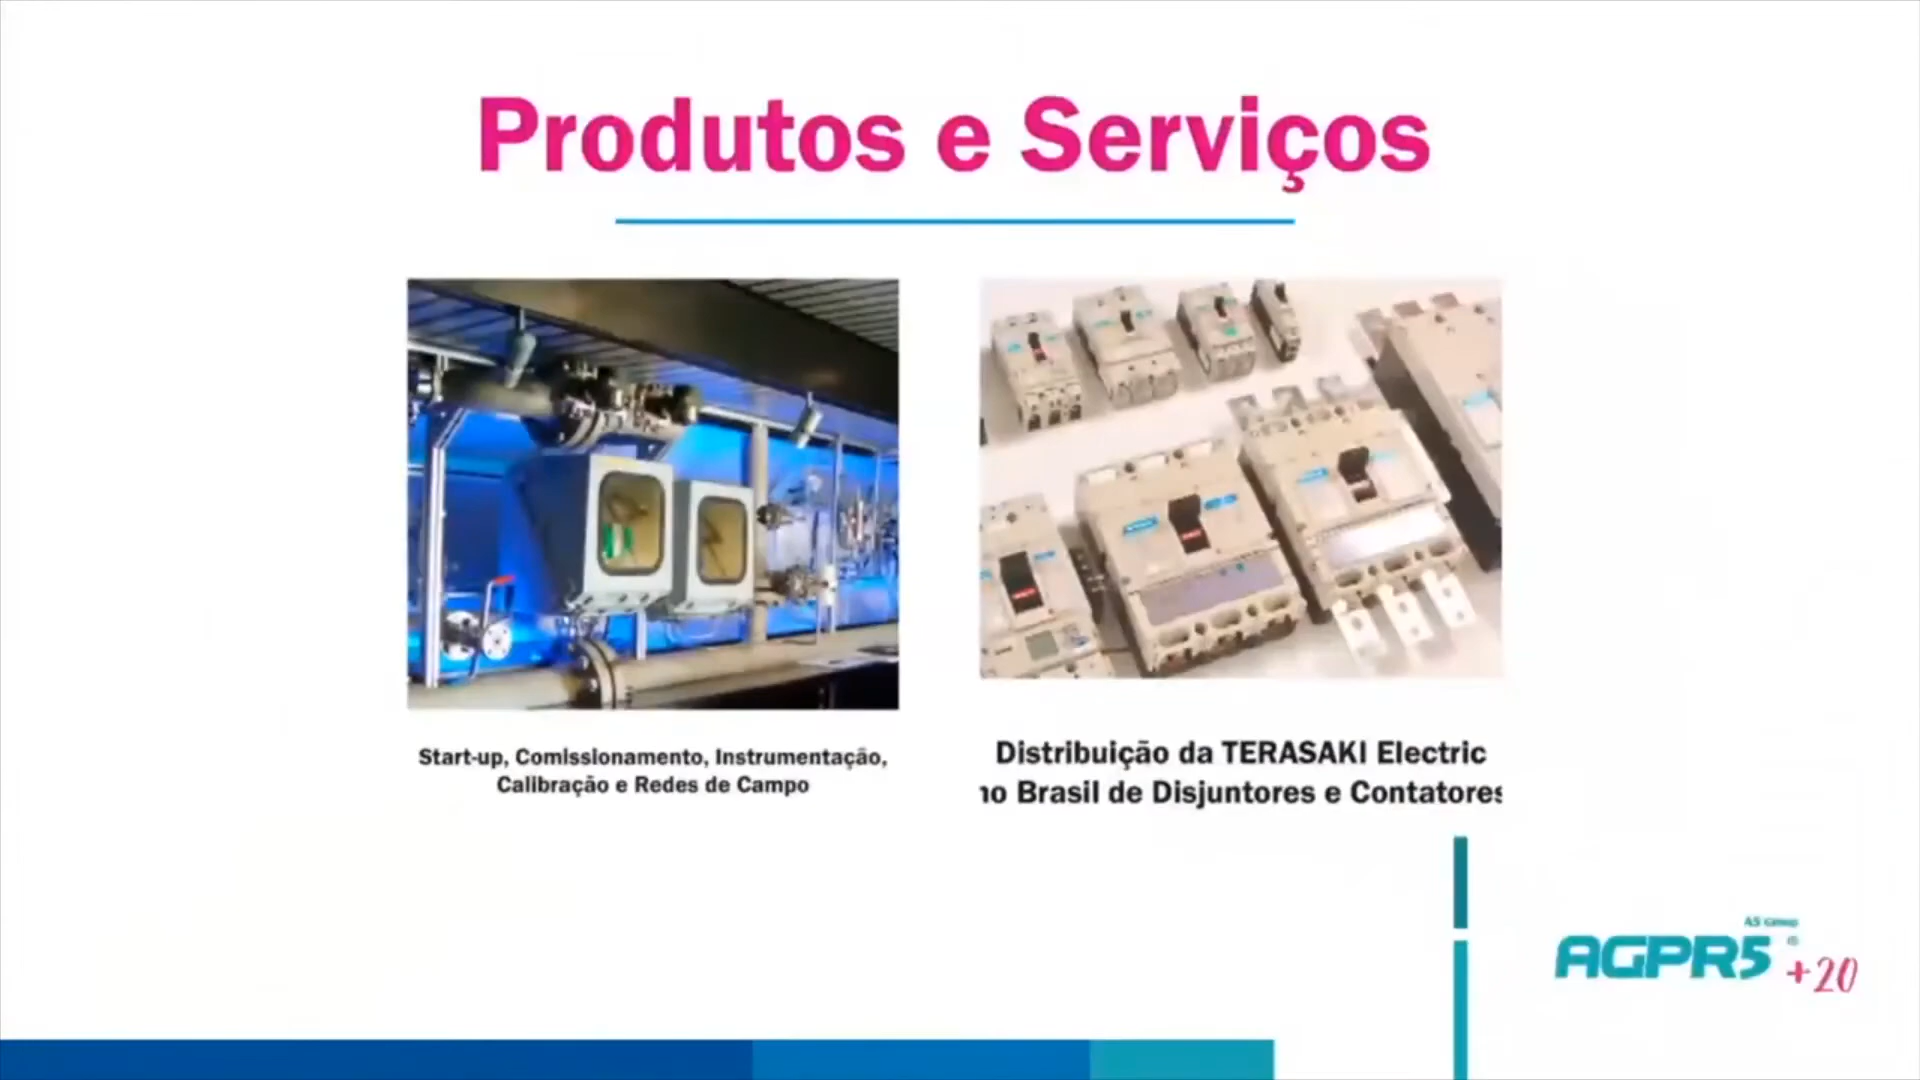 Produtos e Serviços
Start-up, Comissionamento, Instrumentação,
Calibração e Redes de Campo
Distribuição da TERASAKI Electric
no Brasil de Disjuntores e Contatores
AGPR5
+20